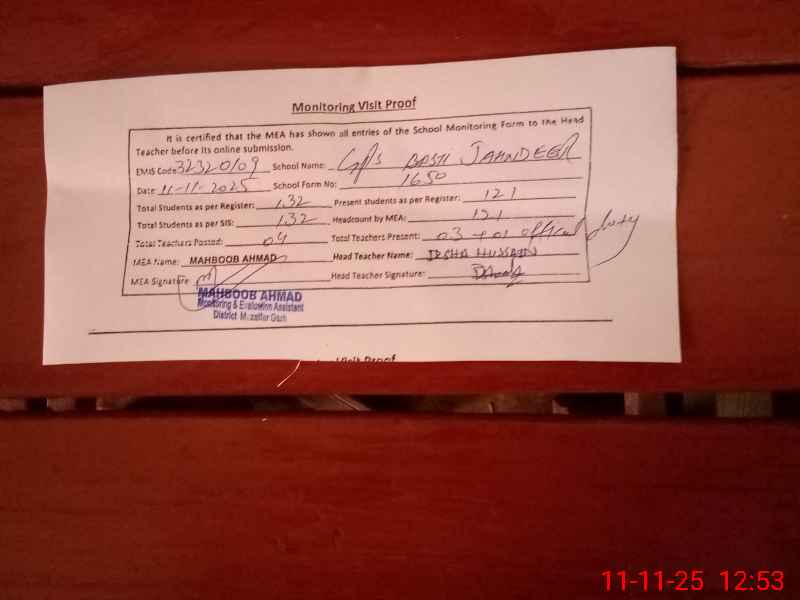 Monitoring Visit Proof
It is certified that the MEA has shown all entries of the School Monitoring Form to the Head
Teacher before its online submission.
EMIS Code 32320109 School Name: GPS BASTI JAHNDEER
Date: 11-11-2025 School Form No: 1650
Total Students as per Register: 132 Present students as per Register: 121
Total Students as per SIS: 132 Headcount by MEA: 121
Total Teachers Posted: 04 Total Teachers Present: 03 + 01 offical duty
MEA Name: MAHBOOB AHMAD Head Teacher Name: HUSSAIN
MEA Signature Head Teacher Signature:
MAHBOOB AHMAD
Monitoring & Evaluation Assistant
District Muzaffar Garh
Visit Proof
11-11-25 12:53